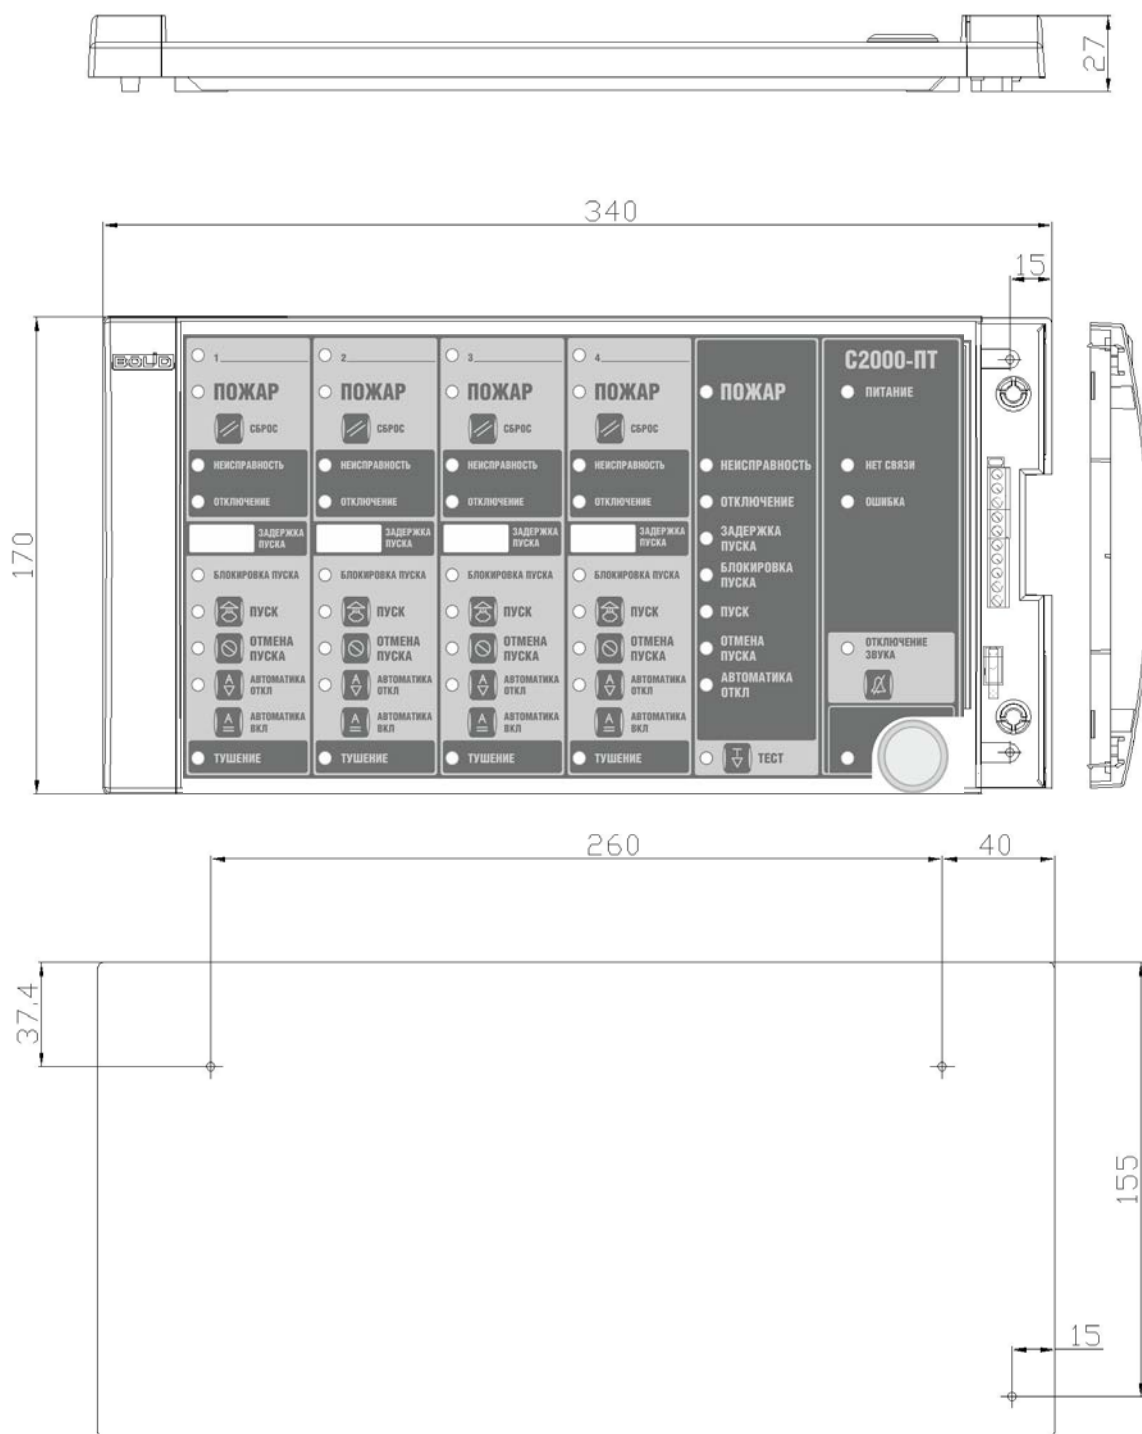 27
340
15
170
BOLID
1
2
3
4
С2000-ПТ
ПОЖАР
ПОЖАР
ПОЖАР
ПОЖАР
ПОЖАР
ПИТАНИЕ
СБРОС
СБРОС
СБРОС
СБРОС
НЕИСПРАВНОСТЬ
НЕИСПРАВНОСТЬ
НЕИСПРАВНОСТЬ
НЕИСПРАВНОСТЬ
НЕИСПРАВНОСТЬ
НЕТ СВЯЗИ
ОТКЛЮЧЕНИЕ
ОТКЛЮЧЕНИЕ
ОТКЛЮЧЕНИЕ
ОТКЛЮЧЕНИЕ
ОТКЛЮЧЕНИЕ
ОШИБКА
ЗАДЕРЖКА
ПУСКА
ЗАДЕРЖКА
ПУСКА
ЗАДЕРЖКА
ПУСКА
ЗАДЕРЖКА
ПУСКА
ЗАДЕРЖКА
ПУСКА
БЛОКИРОВКА ПУСКА
БЛОКИРОВКА ПУСКА
БЛОКИРОВКА ПУСКА
БЛОКИРОВКА ПУСКА
БЛОКИРОВКА
ПУСКА
ПУСК
ПУСК
ПУСК
ПУСК
ПУСК
ОТМЕНА
ПУСКА
ОТМЕНА
ПУСКА
ОТМЕНА
ПУСКА
ОТМЕНА
ПУСКА
ОТМЕНА
ПУСКА
ОТКЛЮЧЕНИЕ
ЗВУКА
А
АВТОМАТИКА
ОТКЛ
А
АВТОМАТИКА
ОТКЛ
А
АВТОМАТИКА
ОТКЛ
А
АВТОМАТИКА
ОТКЛ
АВТОМАТИКА
ОТКЛ
А
АВТОМАТИКА
ВКЛ
А
АВТОМАТИКА
ВКЛ
А
АВТОМАТИКА
ВКЛ
А
АВТОМАТИКА
ВКЛ
ТУШЕНИЕ
ТУШЕНИЕ
ТУШЕНИЕ
ТУШЕНИЕ
Т
ТЕСТ
260
40
37.4
155
15